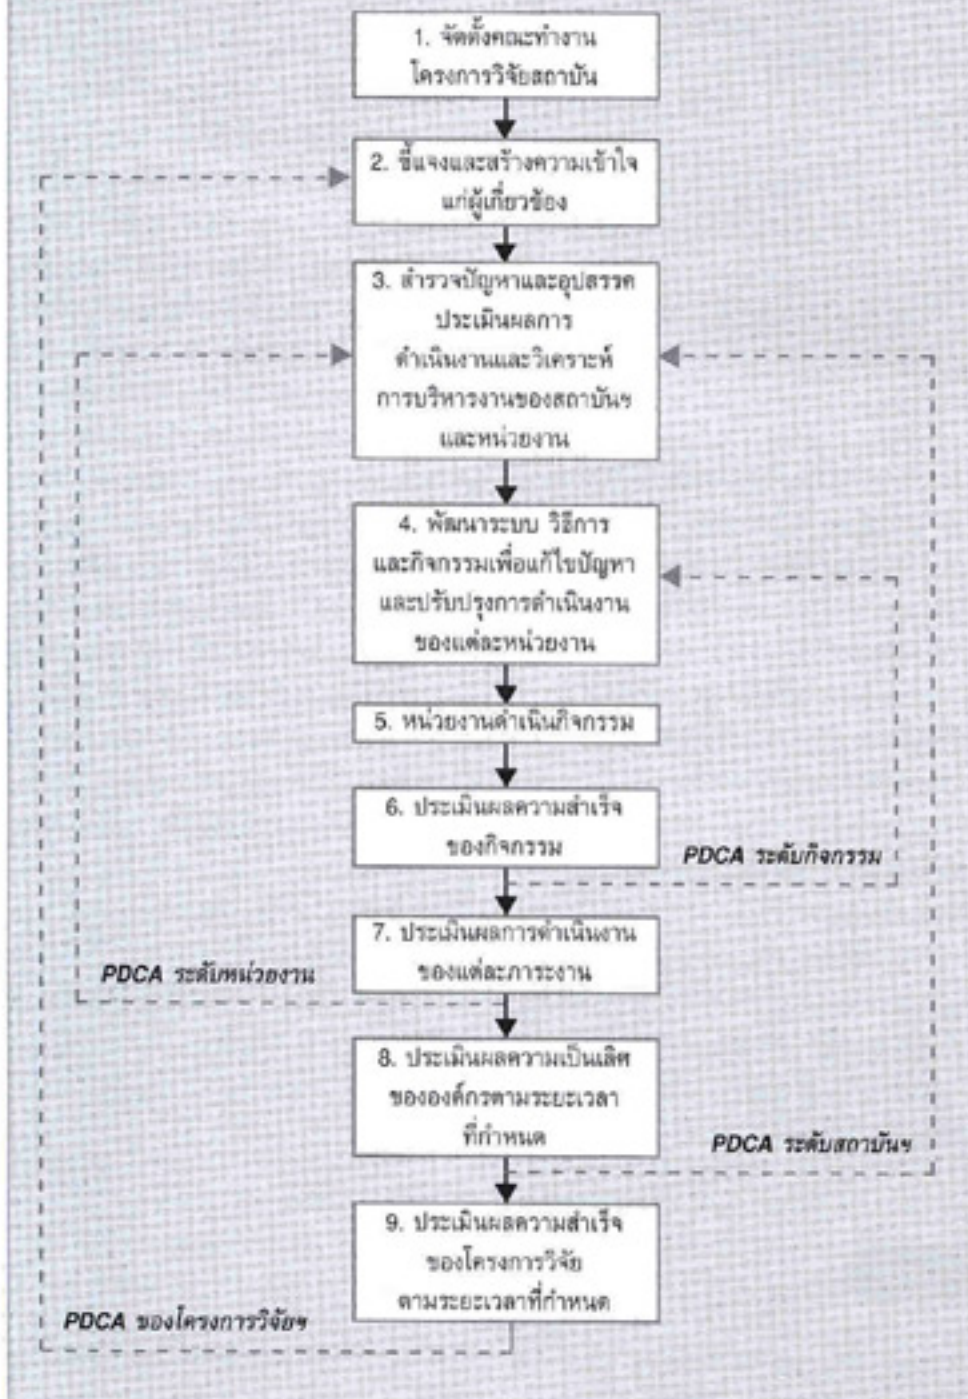 1. จัดตั้งคณะทำงาน
โครงการวิจัยสถาบัน
2. ชี้แจงและสร้างความเข้าใจ
แก่ผู้เกี่ยวข้อง
3. สำรวจปัญหาและอุปสรรค
ประเมินผลการ
ดำเนินงานและวิเคราะห์
การบริหารงานของสถาบันฯ
และหน่วยงาน
4. พัฒนาระบบ วิธีการ
และกิจกรรมเพื่อแก้ไขปัญหา
และปรับปรุงการดำเนินงาน
ของแต่ละหน่วยงาน
5. หน่วยงานดำเนินกิจกรรม
6. ประเมินผลความสำเร็จ
ของกิจกรรม
PDCA ระดับกิจกรรม
7. ประเมินผลการดำเนินงาน
ของแต่ละภาระงาน
PDCA ระดับหน่วยงาน
8. ประเมินผลความเป็นเลิศ
ขององค์กรตามระยะเวลา
ที่กำหนด
PDCA ระดับสถาบันฯ
9. ประเมินผลความสำเร็จ
ของโครงการวิจัย
ตามระยะเวลาที่กำหนด
PDCA ของโครงการวิจัยฯ